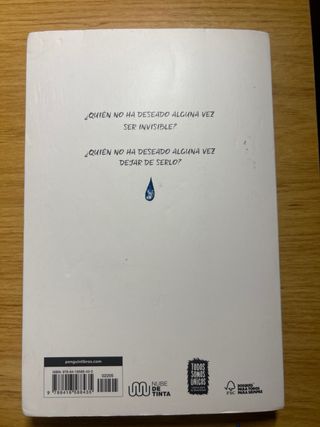 ¿QUIÉN NO HA DESEADO ALGUNA VEZ
SER INVISIBLE?
¿QUIÉN NO HA DESEADO ALGUNA VEZ
DEJAR DE SERLO?
penguinlibros.com
02205
NUBE
DE
TINTA
TODOS
SOMOS
ÚNICOS
FSC